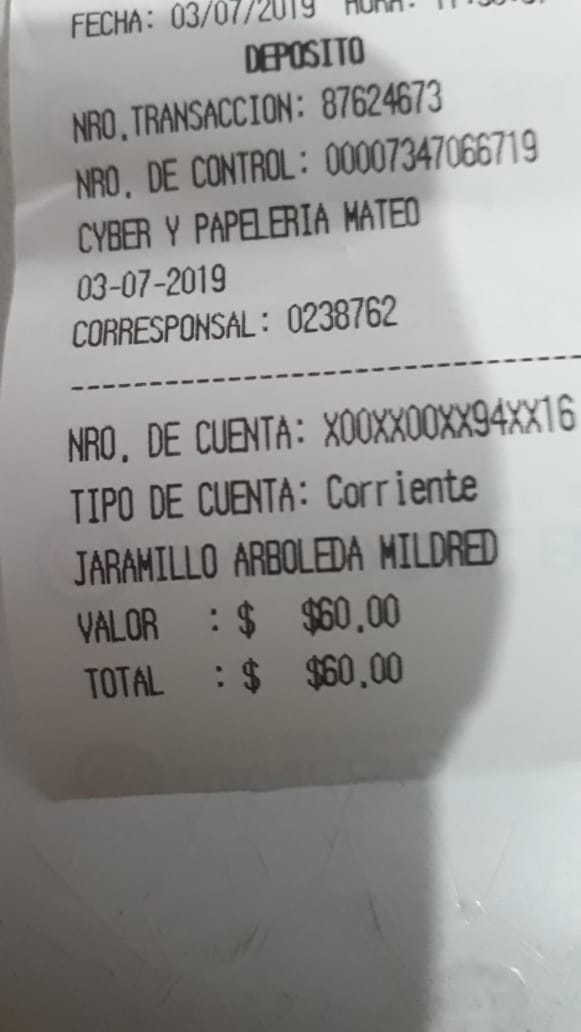 FECHA: 03/07/2019 HORA:
DEPOSITO
NRO.TRANSACCION: 87624673
NRO. DE CONTROL: 00007347066719
CYBER Y PAPELERIA MATEO
03-07-2019
CORRESPONSAL: 0238762
--------------------------------
NRO. DE CUENTA: X00XX00XX94XX16
TIPO DE CUENTA: Corriente
JARAMILLO ARBOLEDA MILDRED
VALOR : $ $60.00
TOTAL : $ $60.00